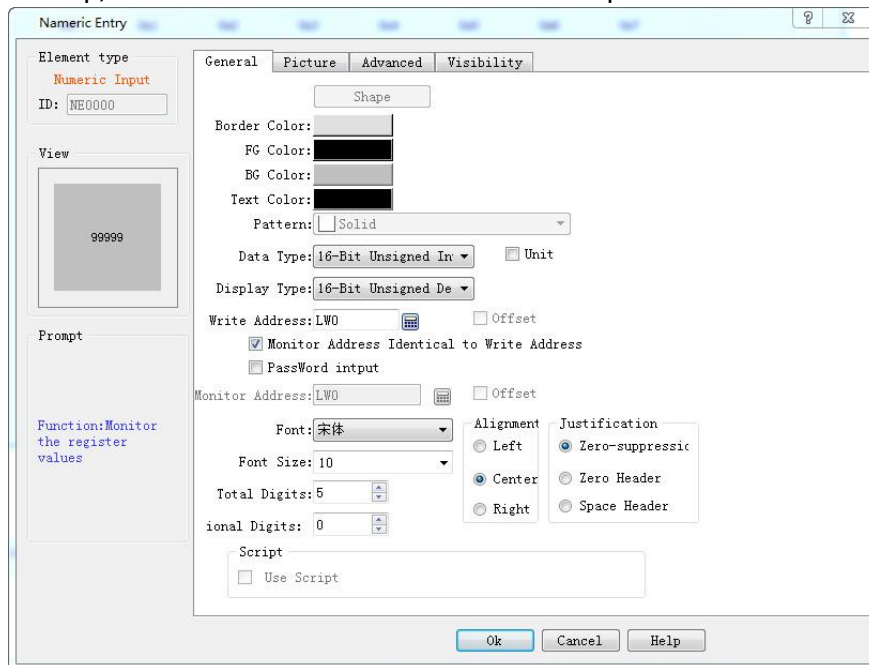 Nameric Entry
Element type
Numeric Input
ID: NE0000
View
99999
Prompt
Function:Monitor
the register
values
General Picture Advanced Visibility
Shape
Border Color:
FG Color:
BG Color:
Text Color:
Pattern: Solid
Data Type: 16-Bit Unsigned In Unit
Display Type: 16-Bit Unsigned De
Write Address: LW0 Offset
Monitor Address Identical to Write Address
PassWord intput
Monitor Address: LW0 Offset
Font: 宋体
Font Size: 10
Total Digits: 5
ional Digits: 0
Alignment
Left
Center
Right
Justification
Zero-suppressic
Zero Header
Space Header
Script
Use Script
Ok Cancel Help